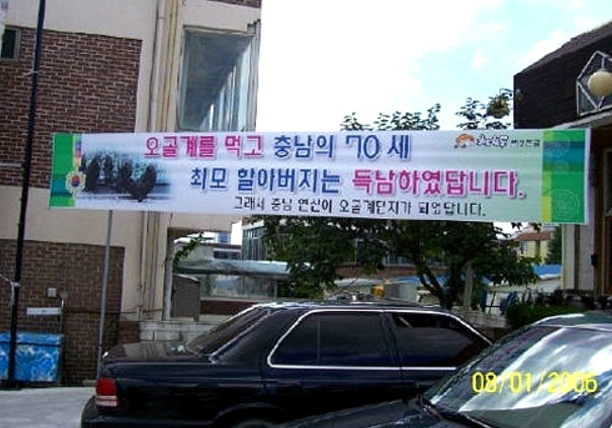 오골계를 먹고 충남의 70세
최모 할아버지는 득남하였답니다.
그래서 충남 연산이 오골계단지가 되었답니다.
08/01/2006